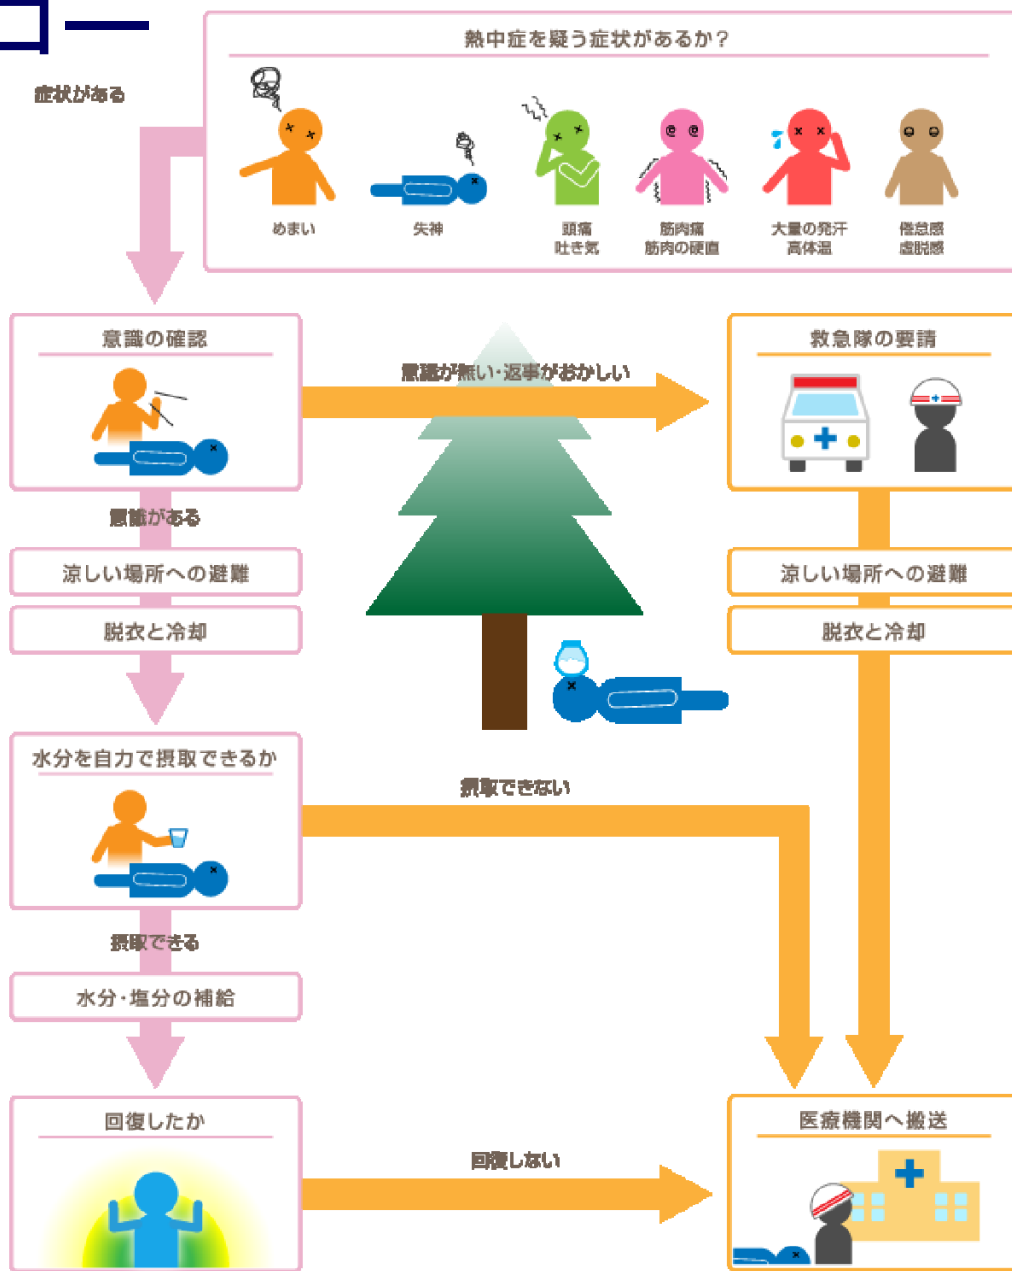 ロー
熱中症を疑う症状があるか？
症状がある
めまい
失神
頭痛
吐き気
筋肉痛
筋肉の硬直
大量の発汗
高体温
倦怠感
虚脱感
意識の確認
意識が無い・返事がおかしい
救急隊の要請
意識がある
涼しい場所への避難
涼しい場所への避難
脱衣と冷却
脱衣と冷却
水分を自力で摂取できるか
摂取できない
摂取できる
水分・塩分の補給
回復したか
回復しない
医療機関へ搬送